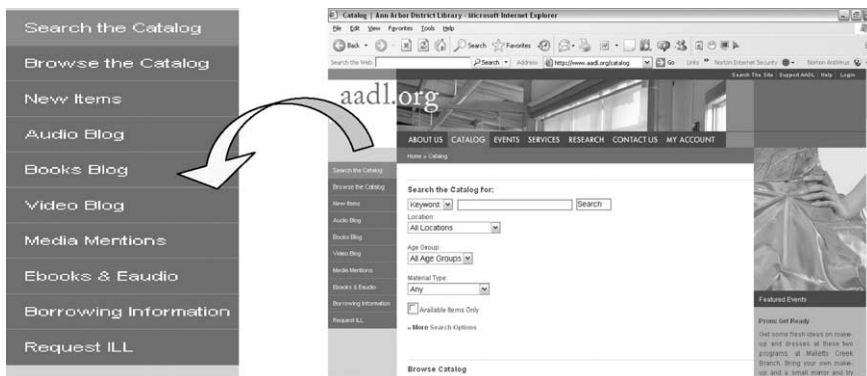 Search the Catalog
Browse the Catalog
New Items
Audio Blog
Books Blog
Video Blog
Media Mentions
Ebooks & Eaudio
Borrowing Information
Request ILL
Catalog | Ann Arbor District Library - Microsoft Internet Explorer
File Edit View Favorites Tools Help
Back Search Favorites
Search the Web Search Address http://www.aadl.org/catalog Go Links Norton Internet Security Norton AntiVirus
Search The Site | Support AADL | Help | Login
aadl.org
ABOUT US CATALOG EVENTS SERVICES RESEARCH CONTACT US MY ACCOUNT
Home » Catalog
Search the Catalog
Browse the Catalog
New Items
Audio Blog
Books Blog
Video Blog
Media Mentions
Ebooks & Eaudio
Borrowing Information
Request ILL
Search the Catalog for:
Keyword: Search
Location:
All Locations
Age Group:
All Age Groups
Material Type:
Any
Available Items Only
» More Search Options
Browse Catalog
Featured Events
Prom: Get Ready
Get some fresh ideas on make-
up and dresses at these two
programs at Malletts Creek
Branch. Bring your own make-
up and a small mirror and try